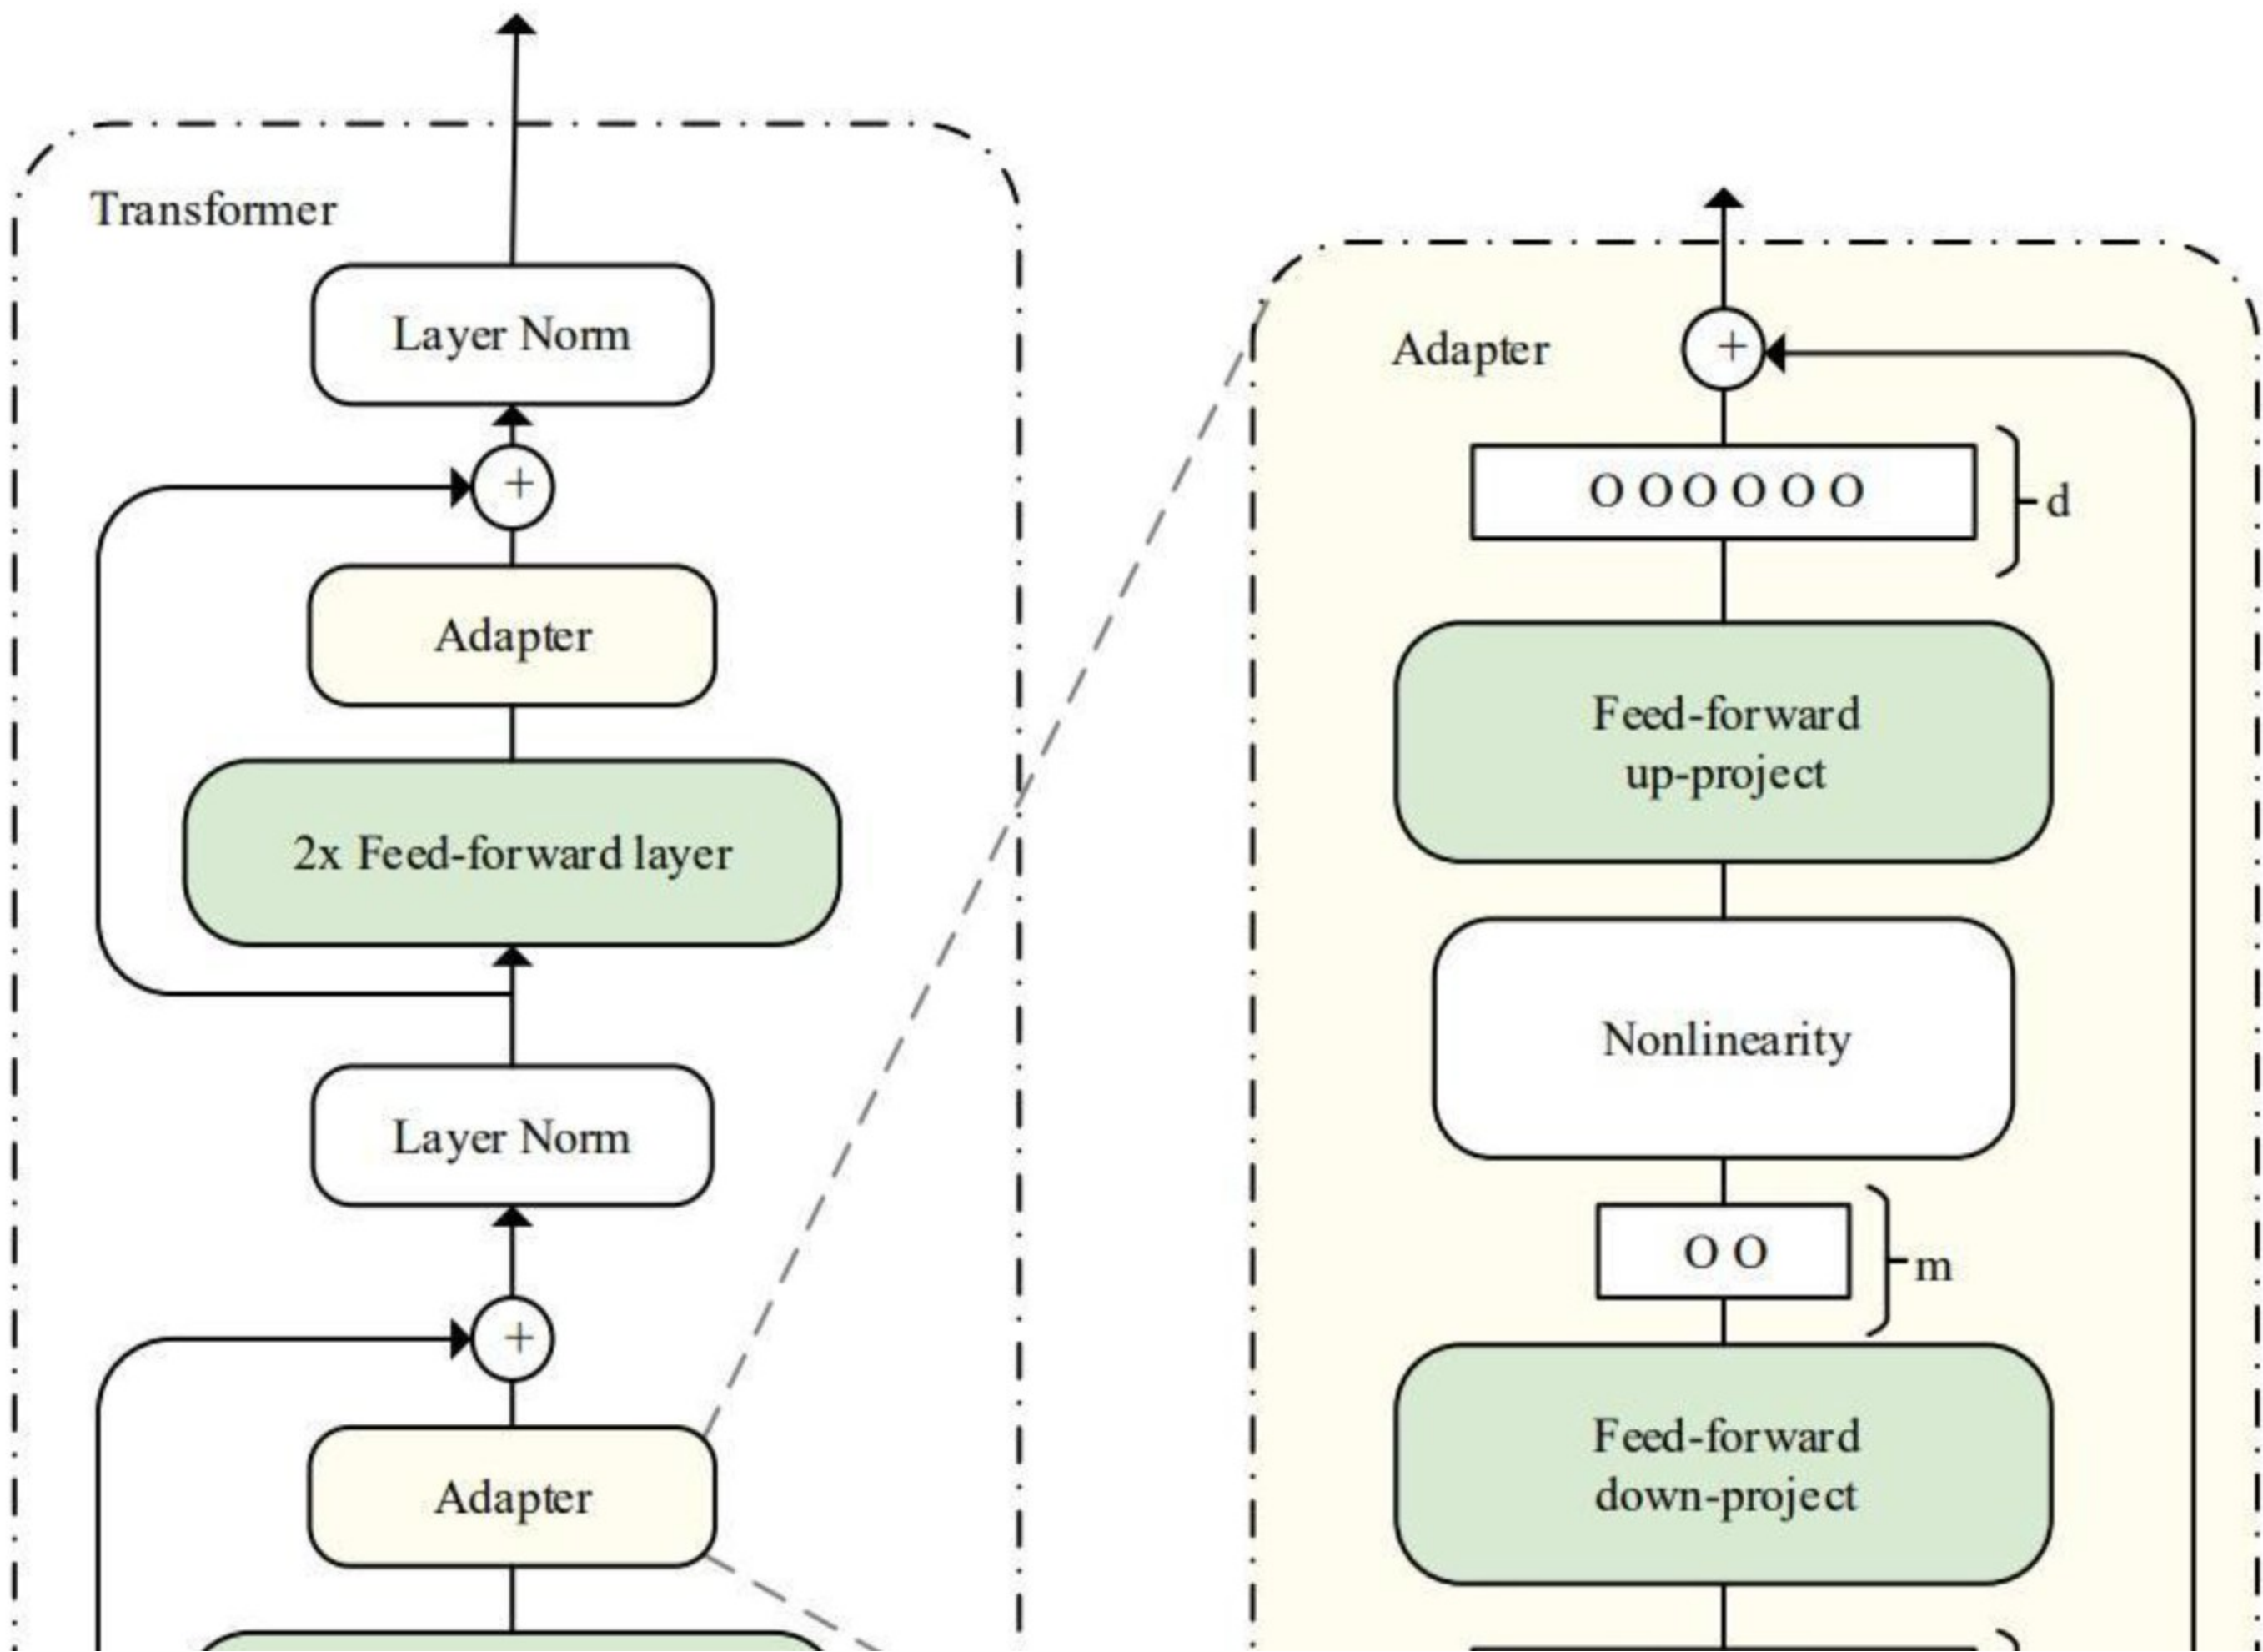 Transformer
Layer Norm
+
Adapter
2x Feed-forward layer
Layer Norm
+
Adapter
Adapter
+
O O O O O O
d
Feed-forward
up-project
Nonlinearity
O O
m
Feed-forward
down-project